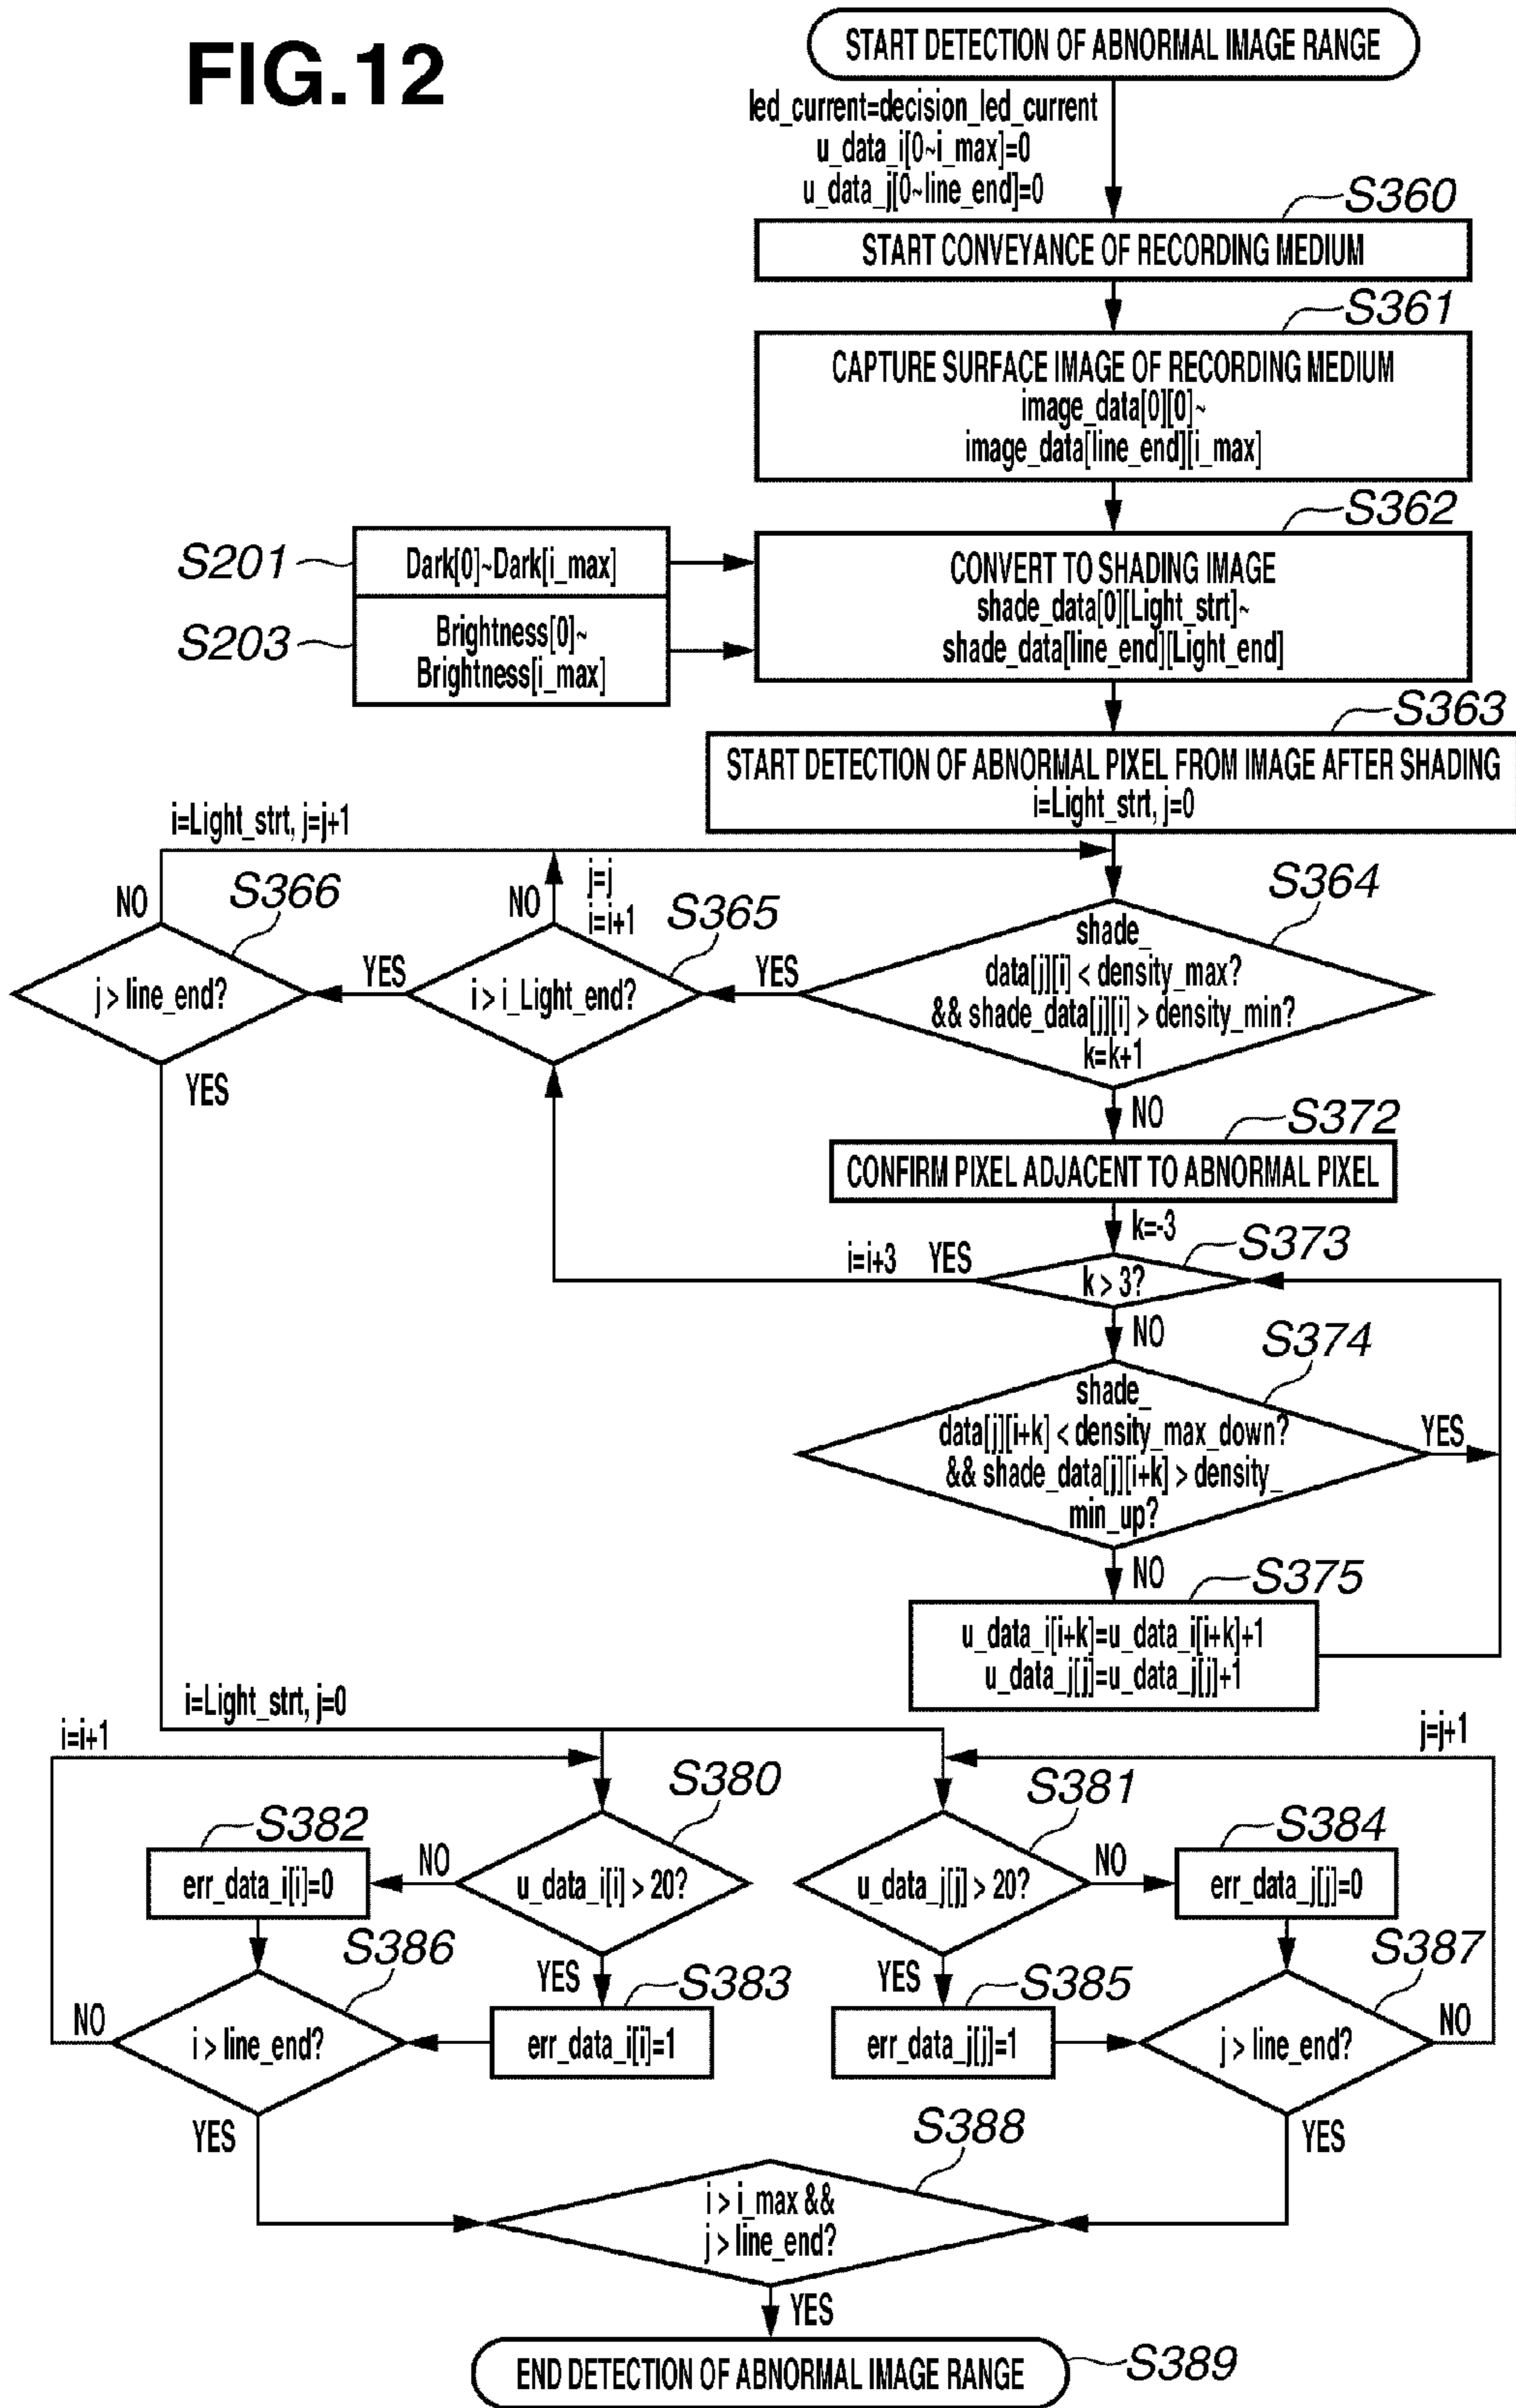 FIG.12
START DETECTION OF ABNORMAL IMAGE RANGE
led_current=decision_led_current
u_data_i[0~i_max]=0
u_data_j[0~line_end]=0
S360
START CONVEYANCE OF RECORDING MEDIUM
S361
CAPTURE SURFACE IMAGE OF RECORDING MEDIUM
image_data[0][0]~
image_data[line_end][i_max]
S362
S201
Dark[0]~Dark[i_max]
S203
Brightness[0]~
Brightness[i_max]
CONVERT TO SHADING IMAGE
shade_data[0][Light_strt]~
shade_data[line_end][Light_end]
S363
START DETECTION OF ABNORMAL PIXEL FROM IMAGE AFTER SHADING
i=Light_strt, j=0
i=Light_strt, j=j+1
NO
S366
j > line_end?
YES
YES
NO
j=j
i=i+1
S365
i > i_Light_end?
YES
S364
shade_
data[j][i] < density_max?
&& shade_data[j][i] > density_min?
k=k+1
NO
S372
CONFIRM PIXEL ADJACENT TO ABNORMAL PIXEL
k=-3
S373
i=i+3
YES
k > 3?
NO
S374
shade_
data[j][i+k] < density_max_down?
&& shade_data[j][i+k] > density_
min_up?
YES
NO
S375
u_data_i[i+k]=u_data_i[i+k]+1
u_data_j[j]=u_data_j[j]+1
i=Light_strt, j=0
i=i+1
j=j+1
S380
u_data_i[i] > 20?
NO
S382
err_data_i[i]=0
YES
S383
err_data_i[i]=1
S386
i > line_end?
NO
YES
S381
u_data_j[j] > 20?
NO
S384
err_data_j[j]=0
YES
S385
err_data_j[j]=1
S387
j > line_end?
NO
YES
S388
i > i_max &&
j > line_end?
YES
END DETECTION OF ABNORMAL IMAGE RANGE
S389